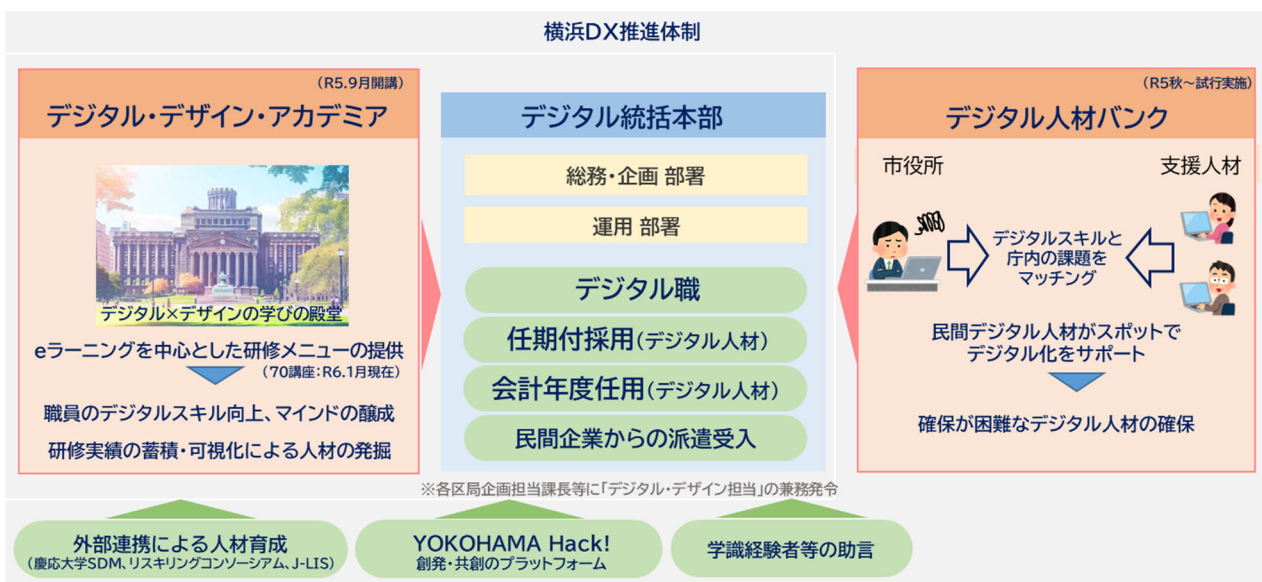 横浜DX推進体制
(R5.9月開講)
デジタル・デザイン・アカデミア
デジタル×デザインの学びの殿堂
eラーニングを中心とした研修メニューの提供
(70講座:R6.1月現在)
職員のデジタルスキル向上、マインドの醸成
研修実績の蓄積・可視化による人材の発掘
デジタル統括本部
総務・企画 部署
運用 部署
デジタル職
任期付採用(デジタル人材)
会計年度任用(デジタル人材)
民間企業からの派遣受入
(R5秋~試行実施)
デジタル人材バンク
市役所
支援人材
デジタルスキルと
庁内の課題を
マッチング
民間デジタル人材がスポットで
デジタル化をサポート
確保が困難なデジタル人材の確保
※各区局企画担当課長等に「デジタル・デザイン担当」の兼務発令
外部連携による人材育成
(慶応大学SDM、リスキリングコンソーシアム、J-LIS)
YOKOHAMA Hack!
創発・共創のプラットフォーム
学識経験者等の助言